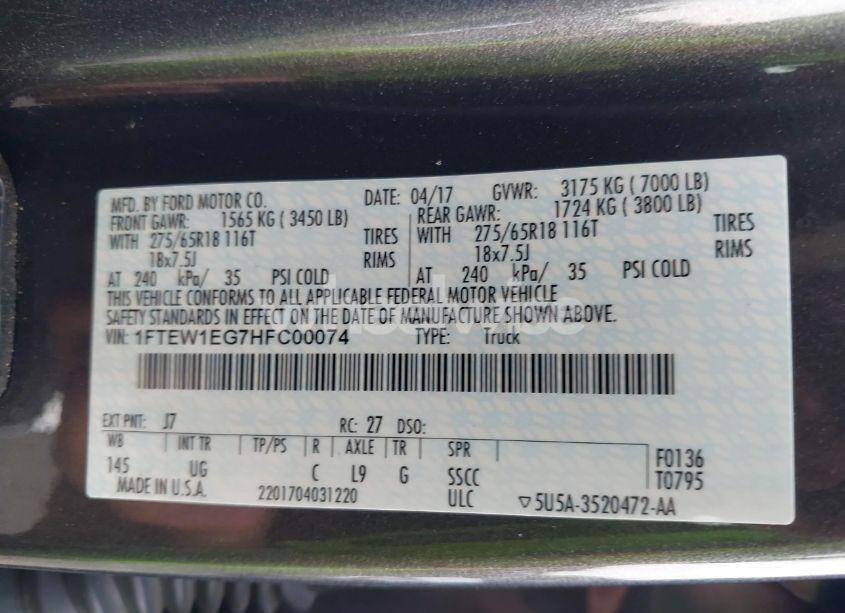 MFD. BY FORD MOTOR CO. DATE: 04/17 GVWR: 3175 KG ( 7000 LB)
FRONT GAWR: 1565 KG ( 3450 LB) REAR GAWR: 1724 KG ( 3800 LB)
WITH 275/65R18 116T TIRES WITH 275/65R18 116T TIRES
18x7.5J RIMS 18x7.5J RIMS
AT 240 kPa/ 35 PSI COLD AT 240 kPa/ 35 PSI COLD
THIS VEHICLE CONFORMS TO ALL APPLICABLE FEDERAL MOTOR VEHICLE
SAFETY STANDARDS IN EFFECT ON THE DATE OF MANUFACTURE SHOWN ABOVE.
VIN: 1FTEW1EG7HFC00074 TYPE: Truck
EXT PNT: J7 RC: 27 DSO:
WB INT TR TP/PS R AXLE TR SPR F0136
145 UG C L9 G SSCC T0795
MADE IN U.S.A. 2201704031220 ULC ▽5U5A-3520472-AA